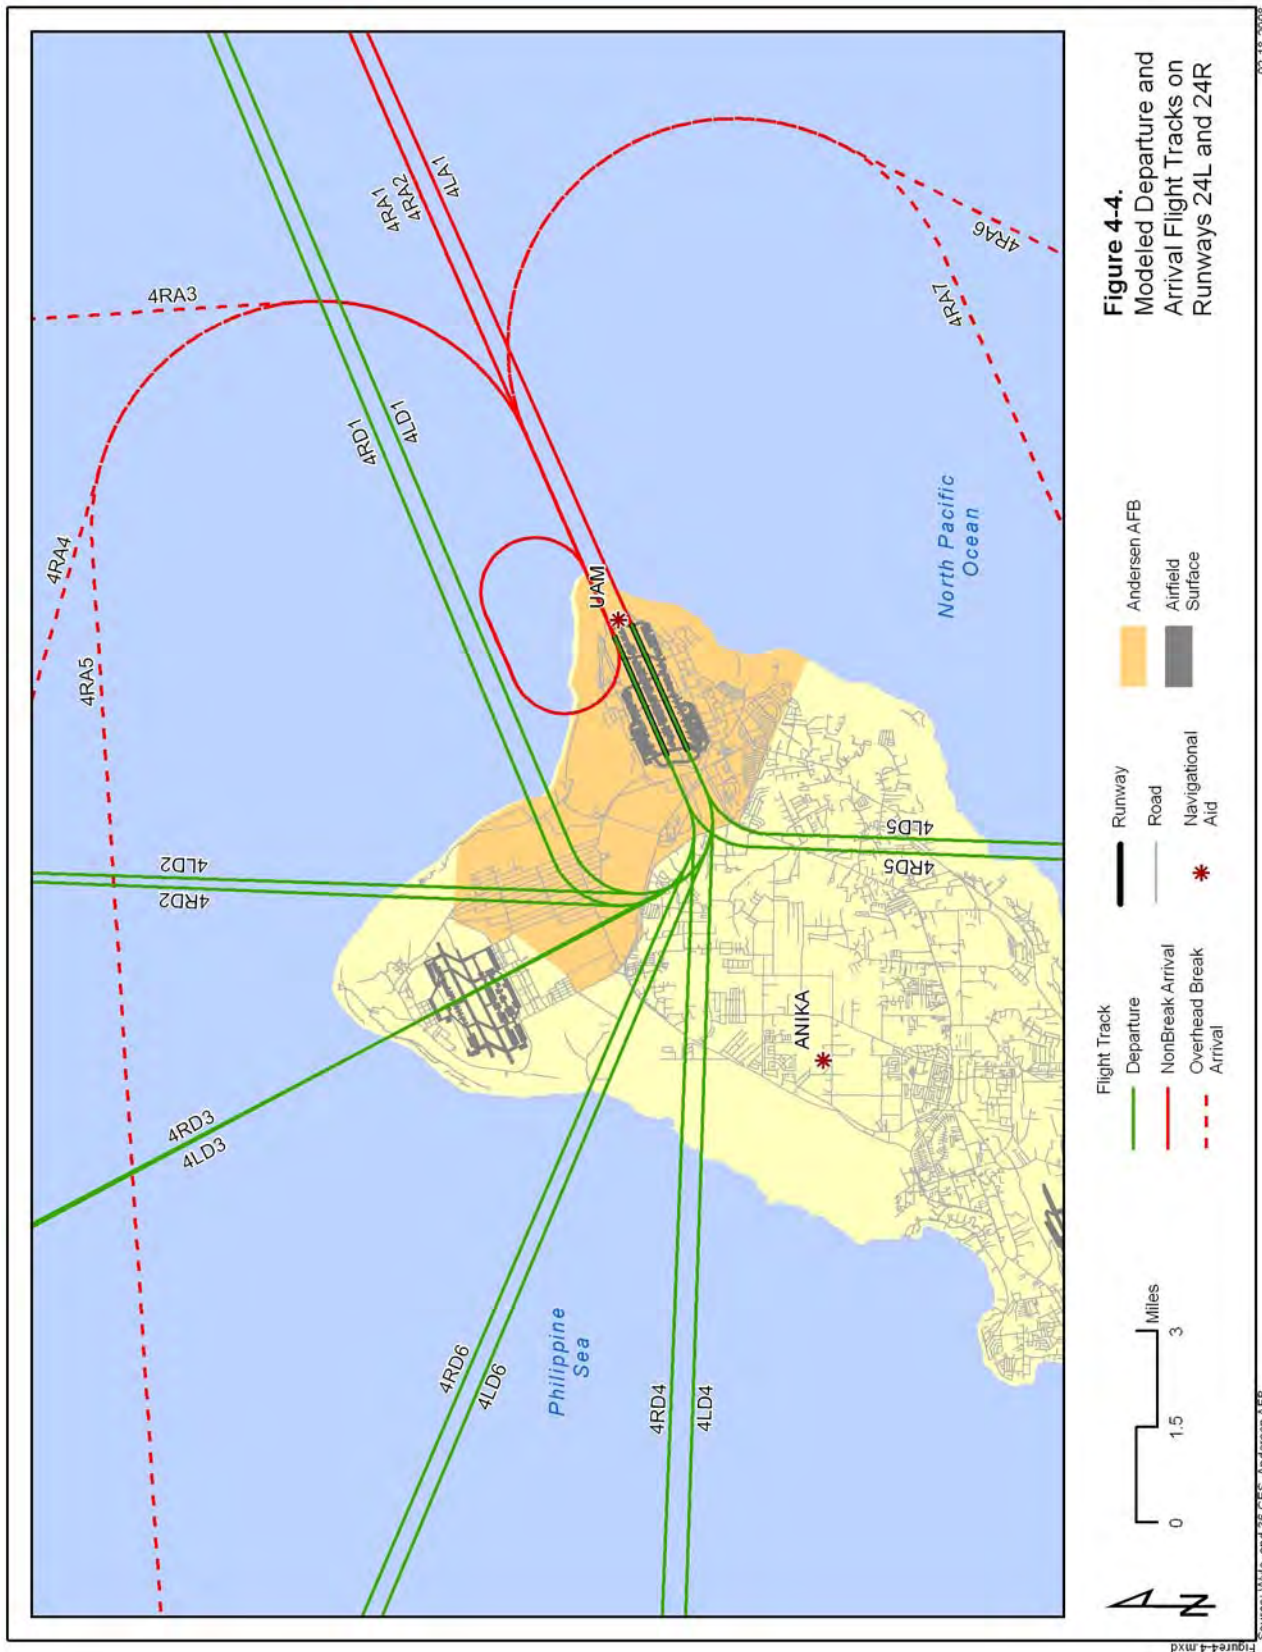 4RA1
4RA2
4LA1
4RA3
4RD1
4LD1
4RA4
4RA5
4RA6
4RA7
UAM
North Pacific
Ocean
4LD2
4RD2
4LD5
4RD5
ANIKA
4RD3
4LD3
4RD6
4LD6
Philippine
Sea
4RD4
4LD4
Figure 4-4.
Modeled Departure and
Arrival Flight Tracks on
Runways 24L and 24R
Flight Track
Departure
NonBreak Arrival
Overhead Break
Arrival
Runway
Road
Navigational
Aid
Andersen AFB
Airfield
Surface
0 1.5 3
Miles
N
Figure4-4.mxd